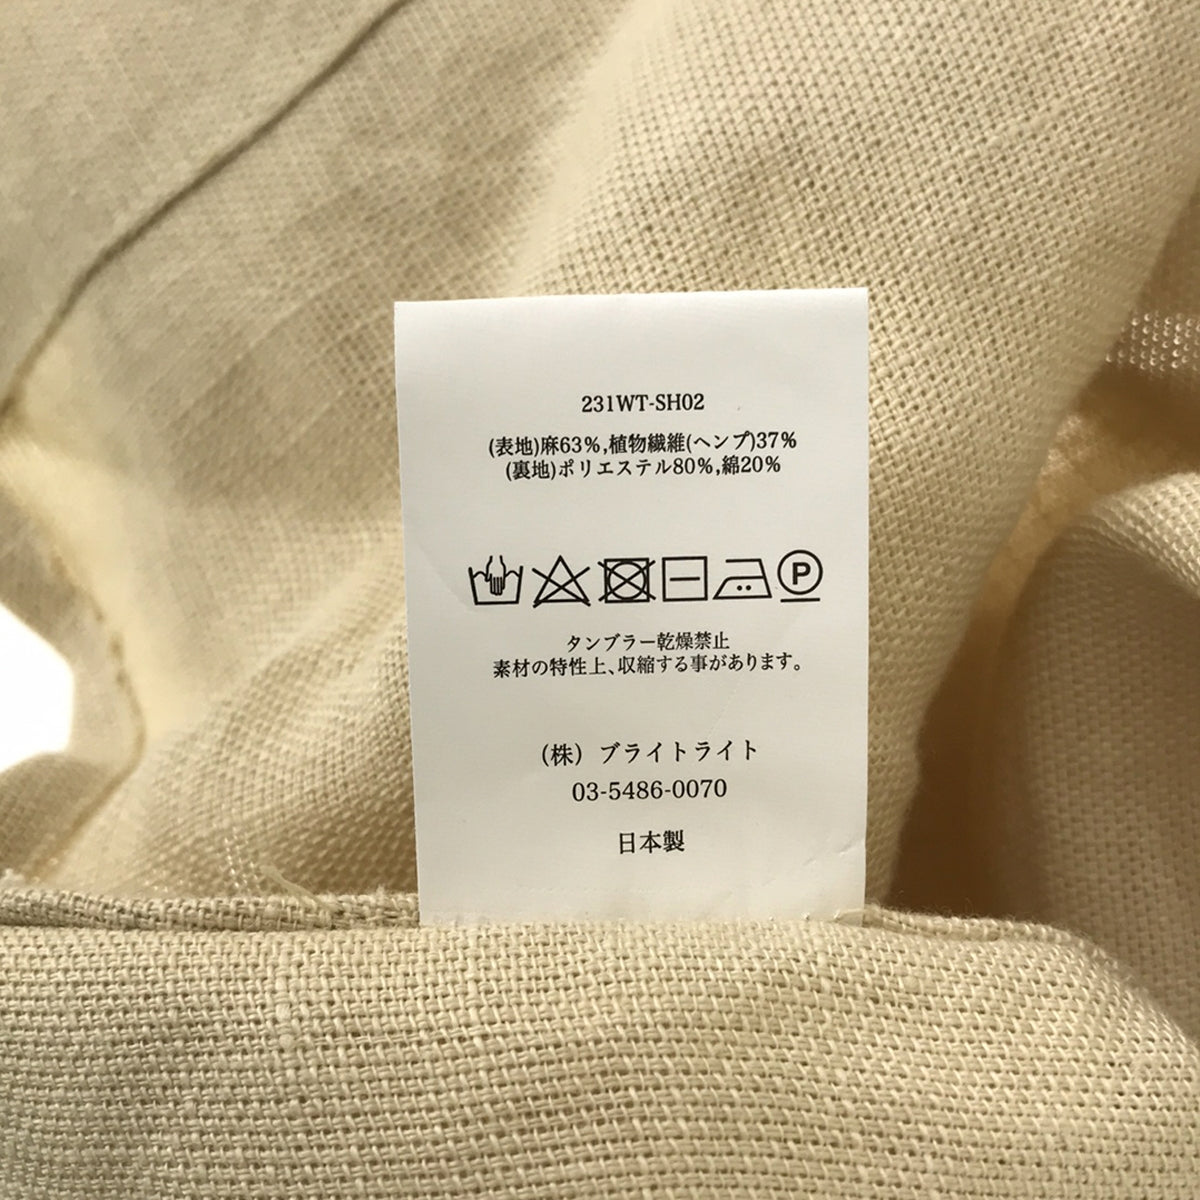 231WT-SH02
(表地)麻63%,植物繊維(ヘンプ)37%
(裏地)ポリエステル80%,綿20%
P
タンブラー乾燥禁止
素材の特性上、収縮する事があります。
(株) ブライトライト
03-5486-0070
日本製